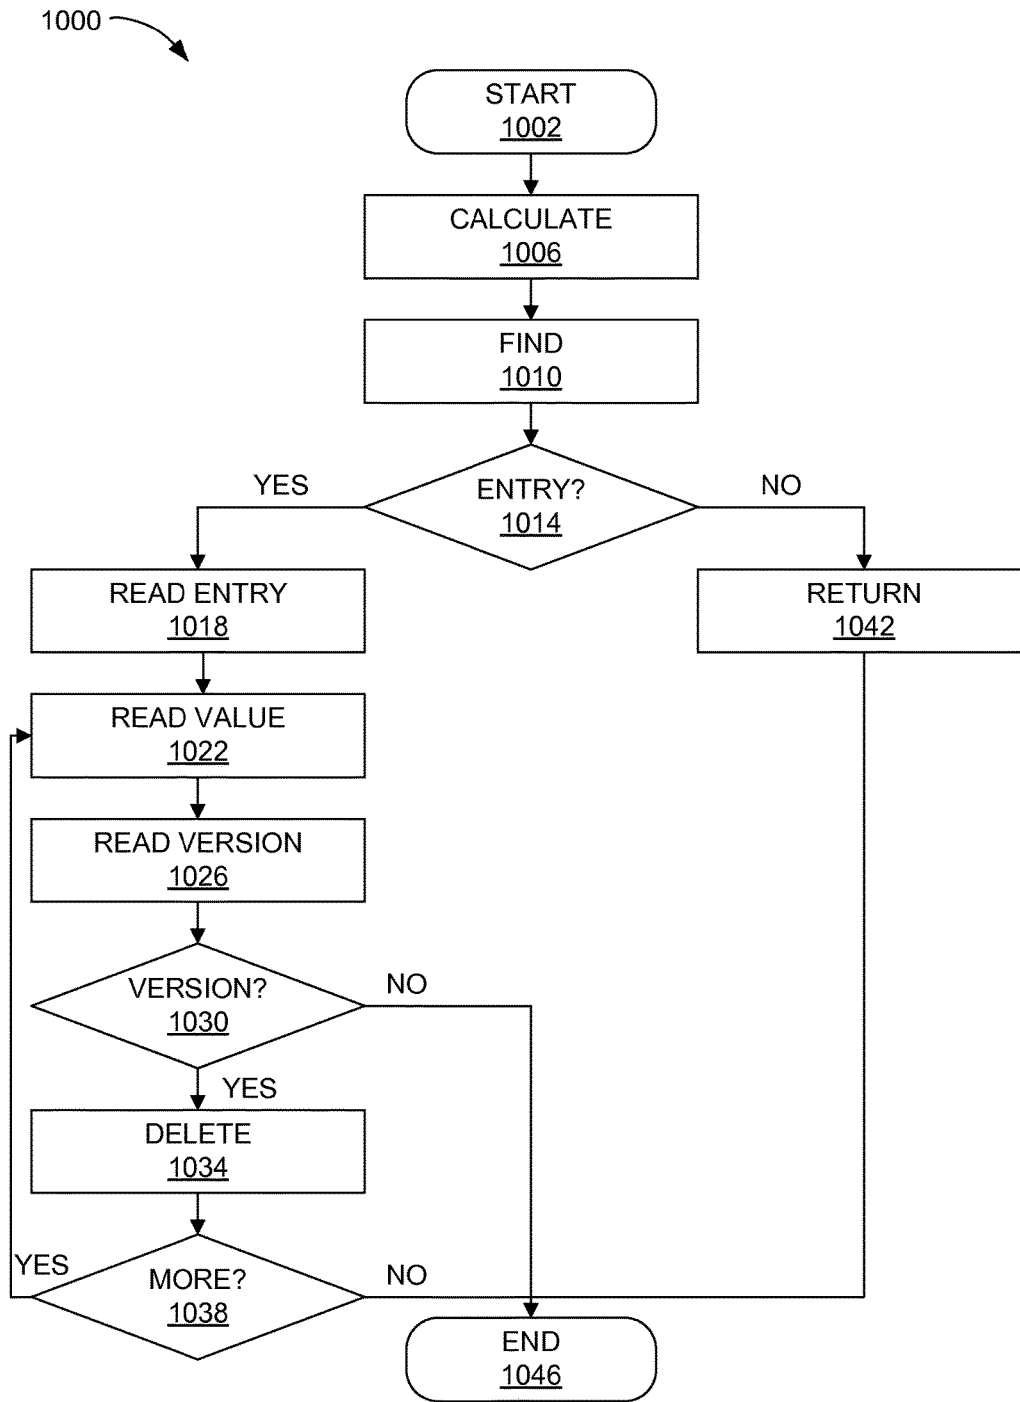 1000
START
1002
CALCULATE
1006
FIND
1010
YES
ENTRY?
1014
NO
READ ENTRY
1018
RETURN
1042
READ VALUE
1022
READ VERSION
1026
VERSION?
1030
NO
YES
DELETE
1034
YES
MORE?
1038
NO
END
1046